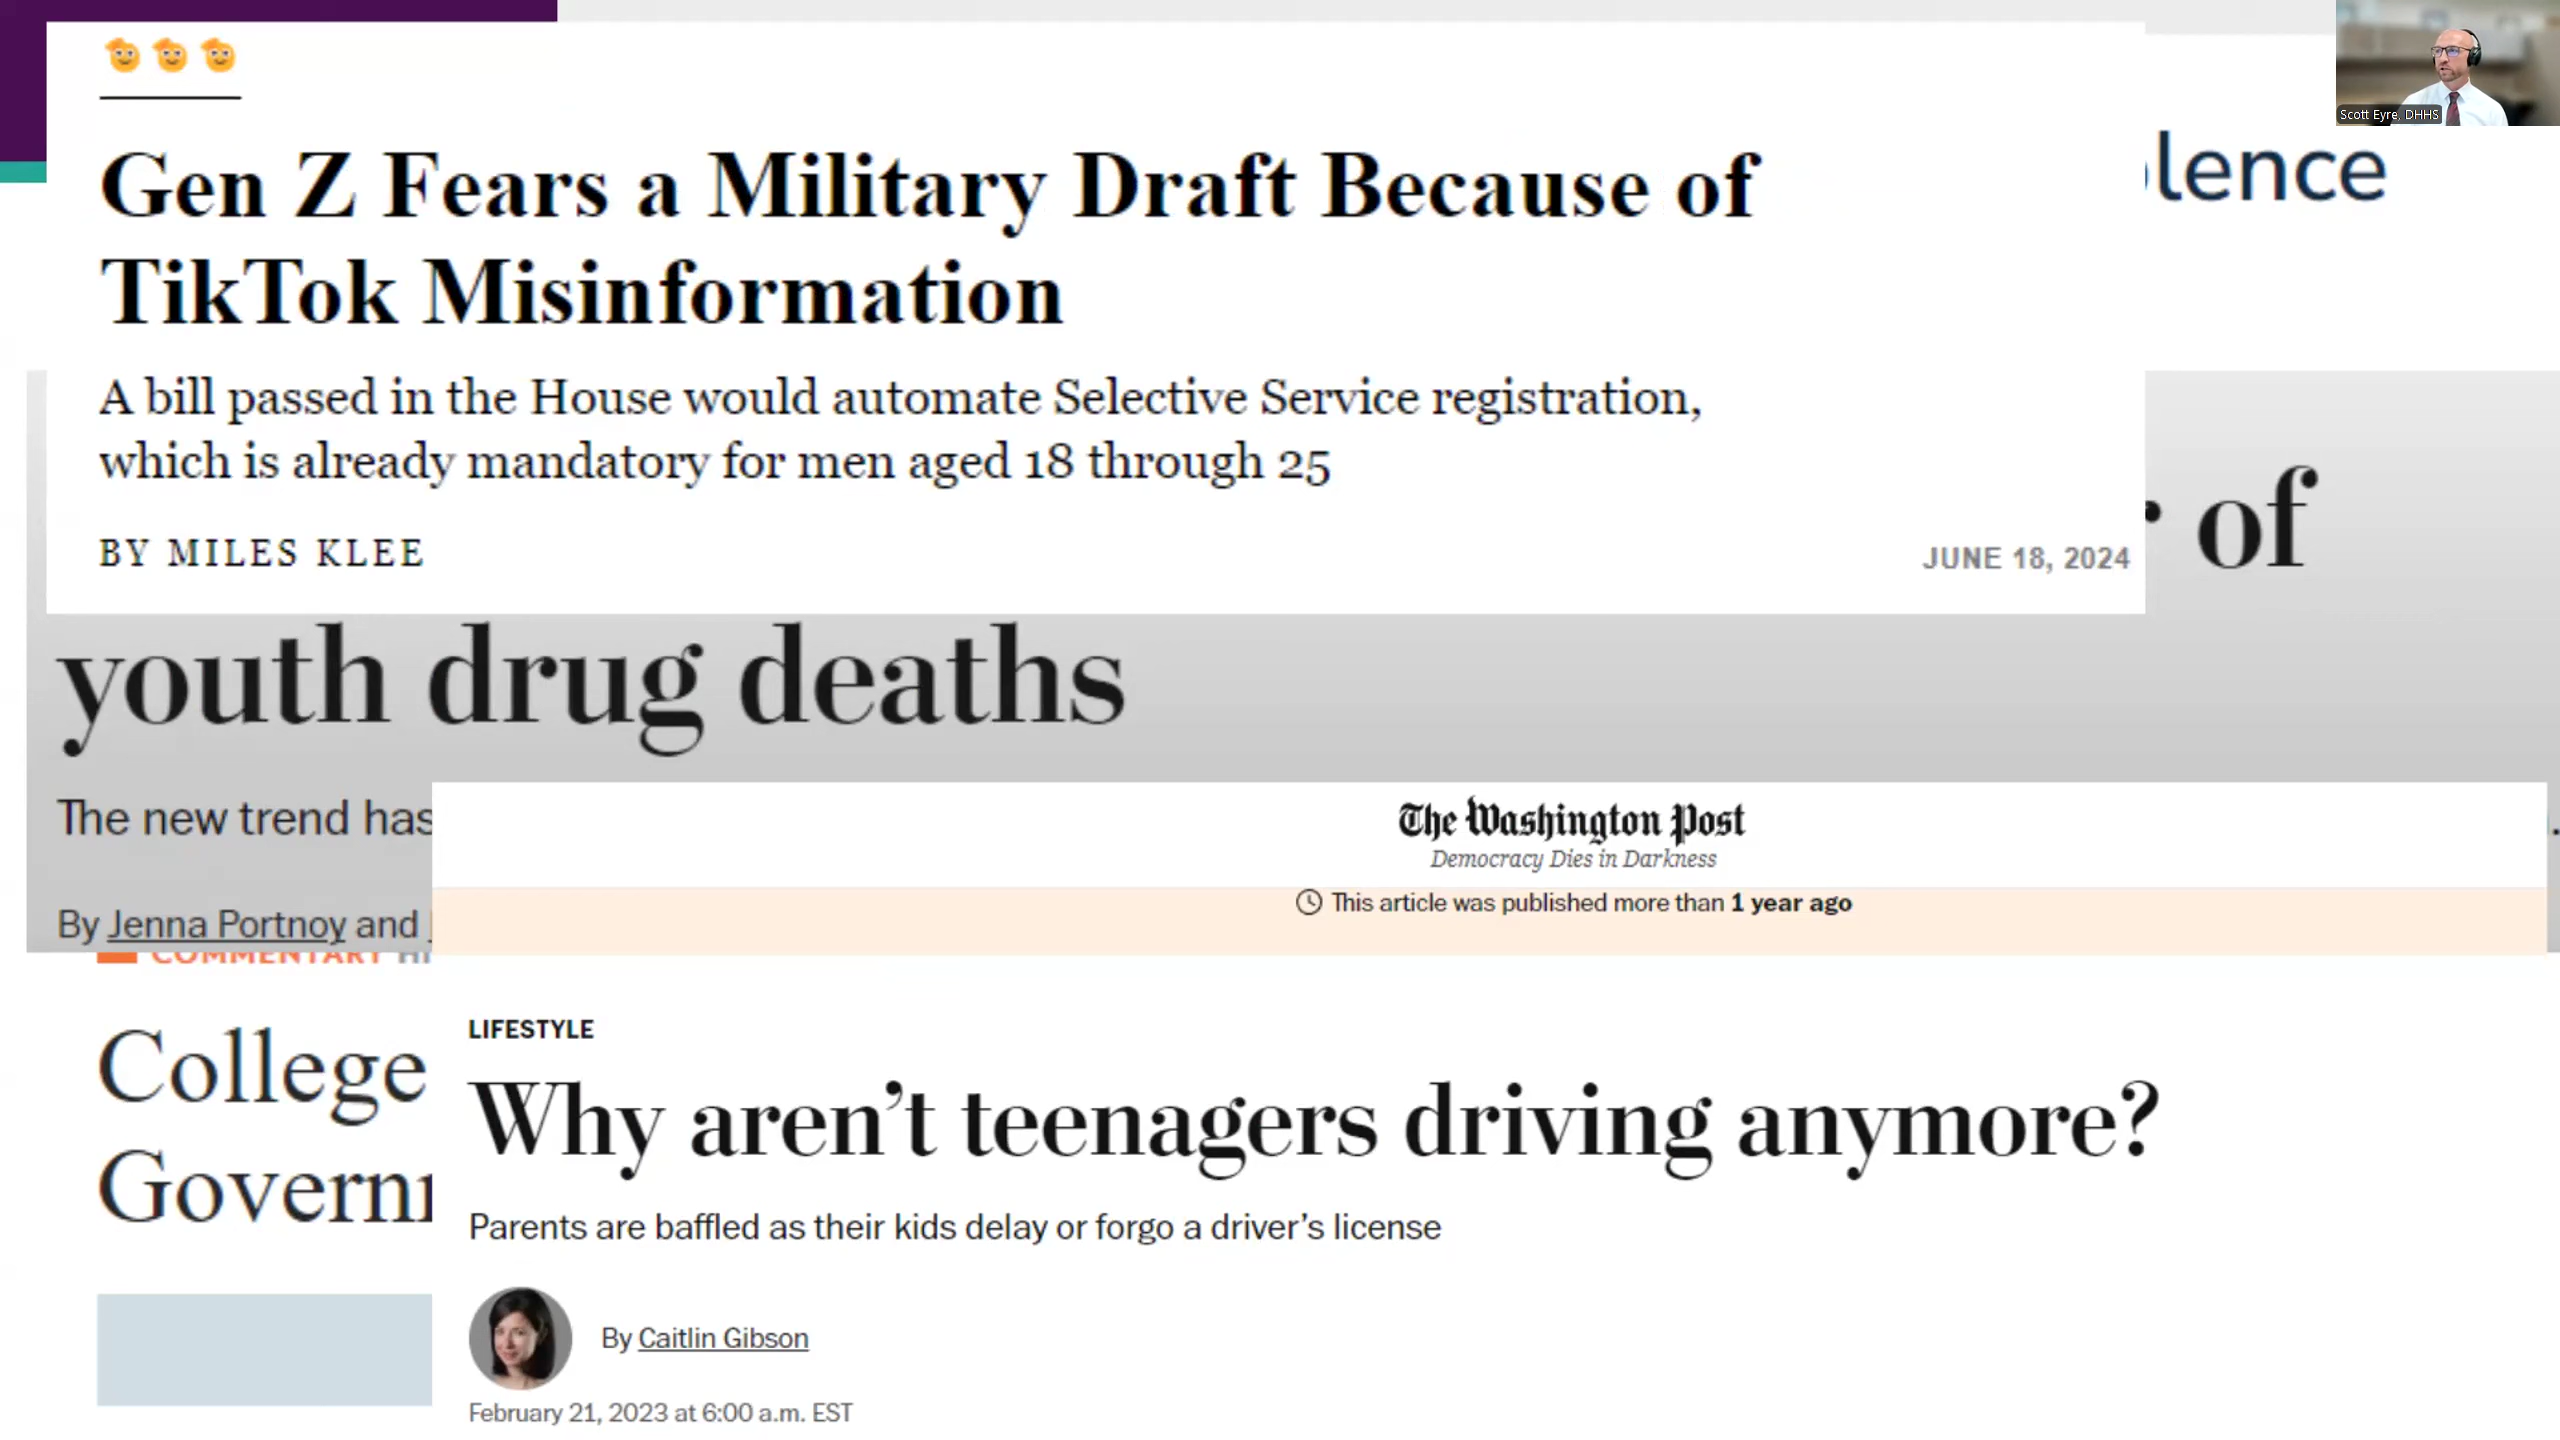 Scott Eyre, DHHS
lence
Gen Z Fears a Military Draft Because of
TikTok Misinformation
A bill passed in the House would automate Selective Service registration,
which is already mandatory for men aged 18 through 25
BY MILES KLEE
JUNE 18, 2024
of
youth drug deaths
The new trend has
By Jenna Portnoy and
COMMENTARY
College
Govern
The Washington Post
Democracy Dies in Darkness
This article was published more than 1 year ago
LIFESTYLE
Why aren’t teenagers driving anymore?
Parents are baffled as their kids delay or forgo a driver’s license
By Caitlin Gibson
February 21, 2023 at 6:00 a.m. EST